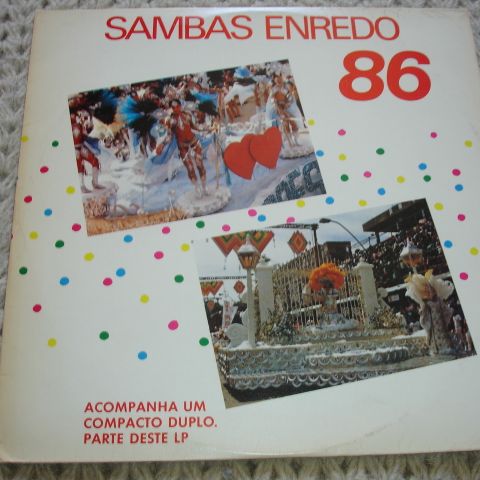 SAMBAS ENREDO
86
ACOMPANHA UM
COMPACTO DUPLO.
PARTE DESTE LP